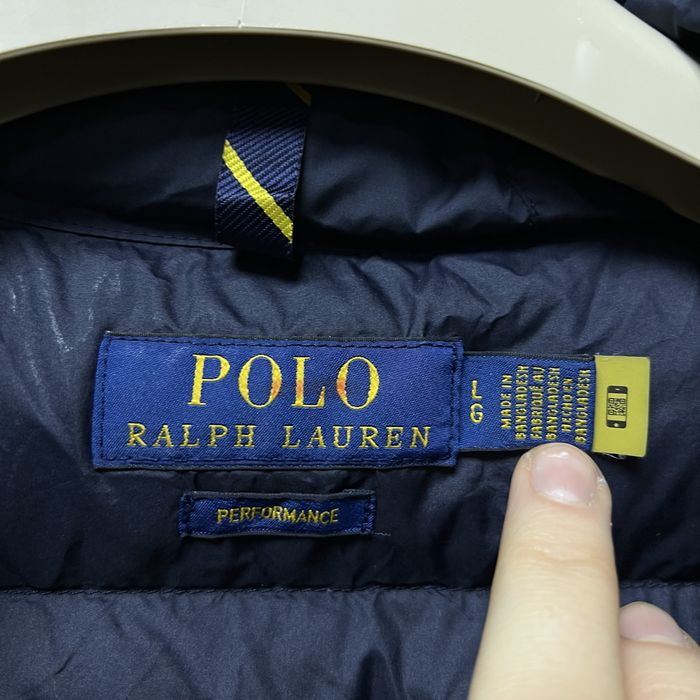 POLO
RALPH LAUREN
PERFORMANCE
LG
MADE IN
BANGLADESH
FABRIQUÉ AU
BANGLADESH
HECHO EN
BANGLADESH